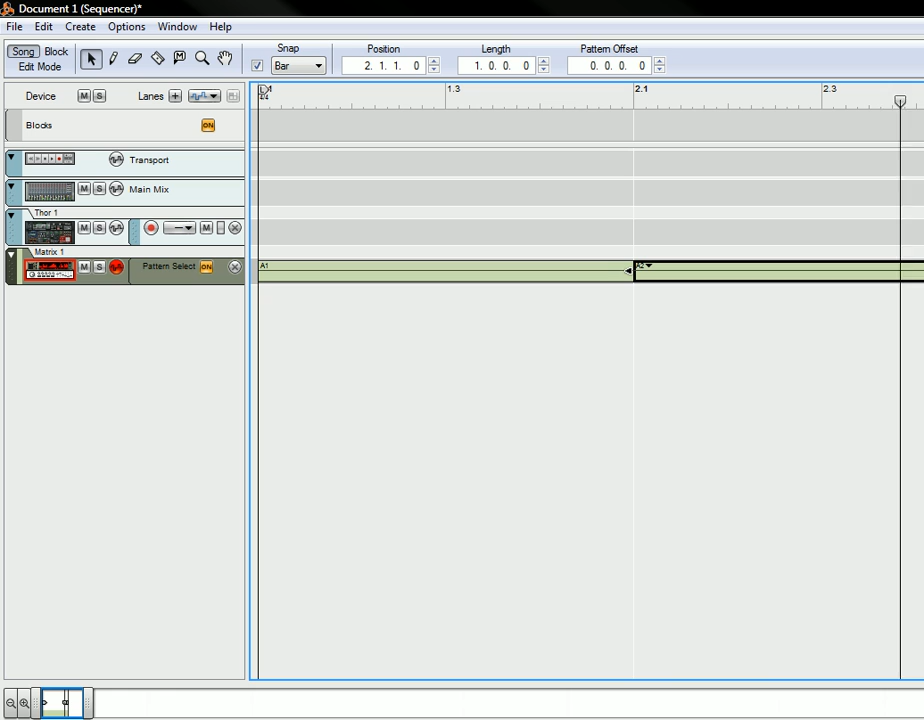 Document 1 (Sequencer)*
File Edit Create Options Window Help
Song Block
Edit Mode
Snap
Bar
Position
2. 1. 1. 0
Length
1. 0. 0. 0
Pattern Offset
0. 0. 0. 0
Device M S Lanes
1.3 2.1 2.3
Blocks ON
Transport
M S Main Mix
Thor 1
M S M
Matrix 1
M S Pattern Select ON
A1 A2